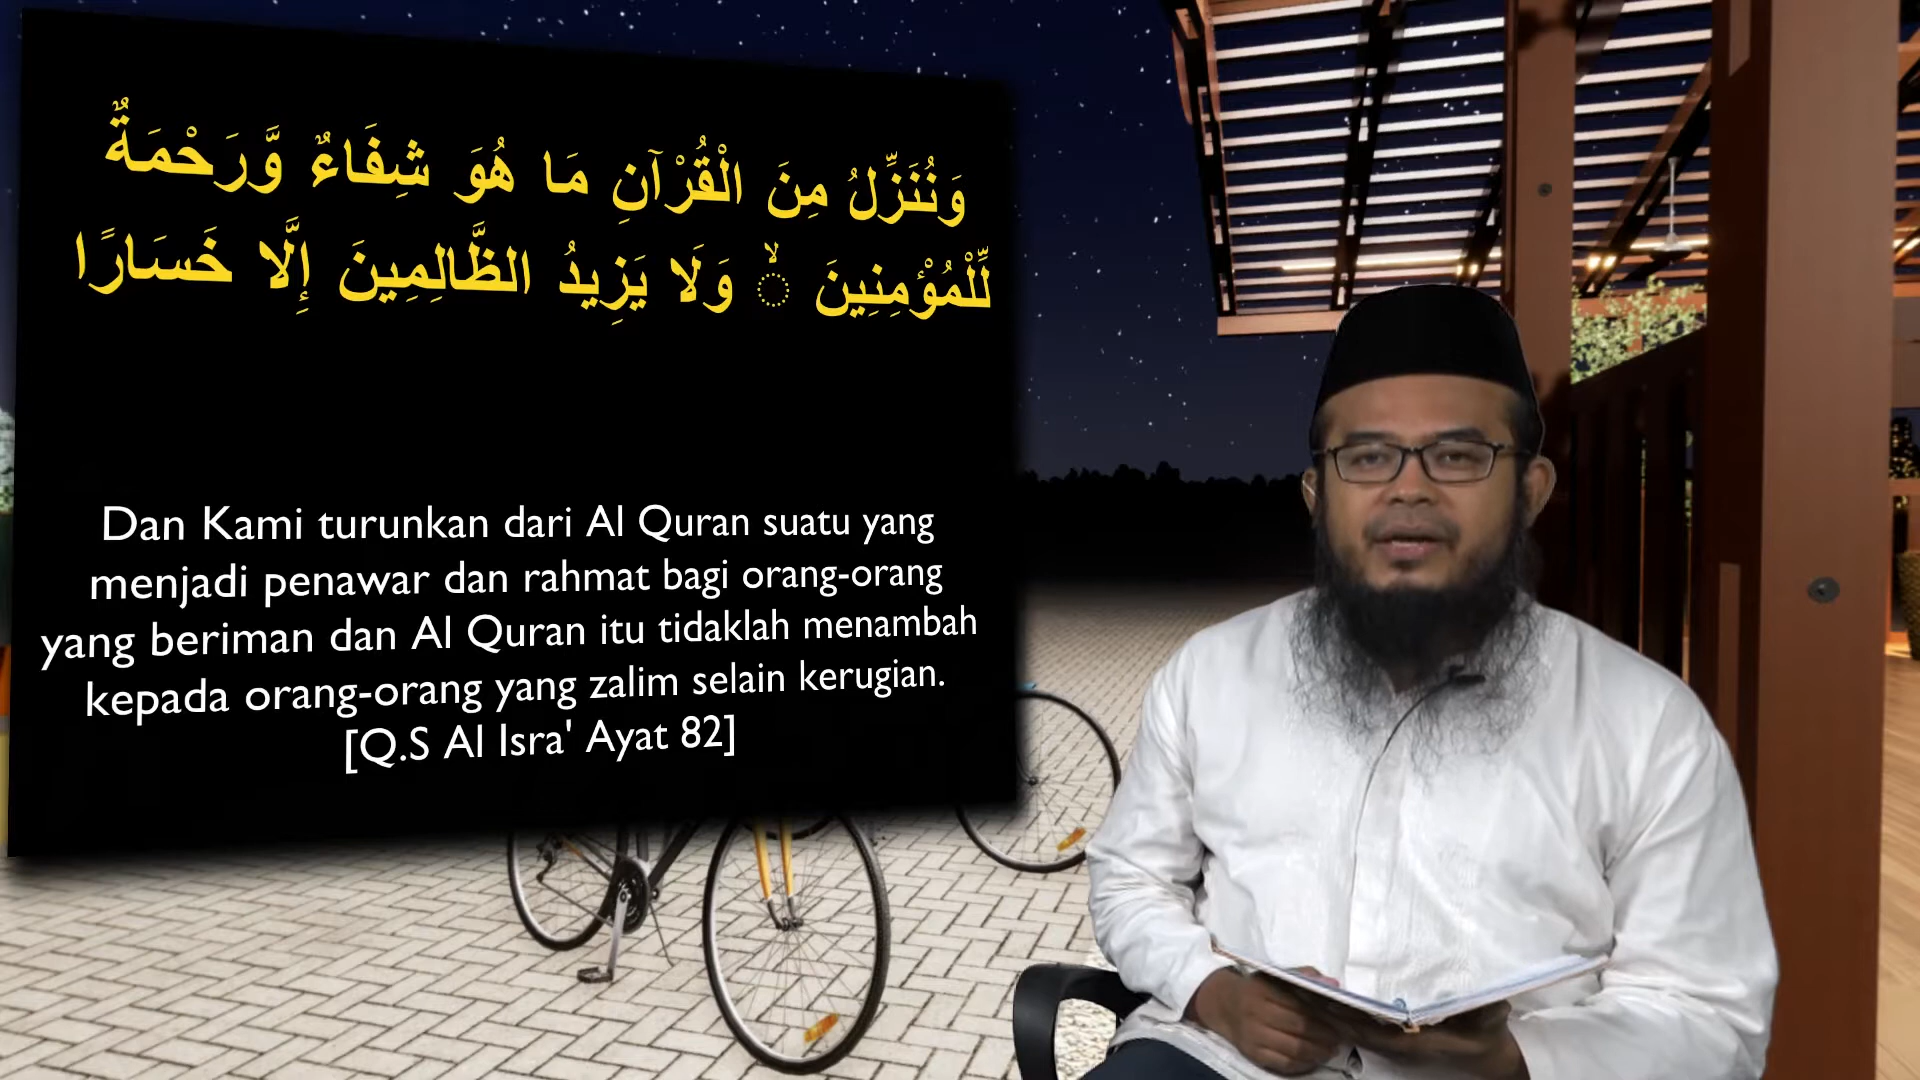 وَنُنَزِّلُ مِنَ الْقُرْآنِ مَا هُوَ شِفَاءٌ وَّرَحْمَةٌ
لِّلْمُؤْمِنِينَ ۙ وَلَا يَزِيدُ الظَّالِمِينَ إِلَّا خَسَارًا
Dan Kami turunkan dari Al Quran suatu yang
menjadi penawar dan rahmat bagi orang-orang
yang beriman dan Al Quran itu tidaklah menambah
kepada orang-orang yang zalim selain kerugian.
[Q.S Al Isra' Ayat 82]